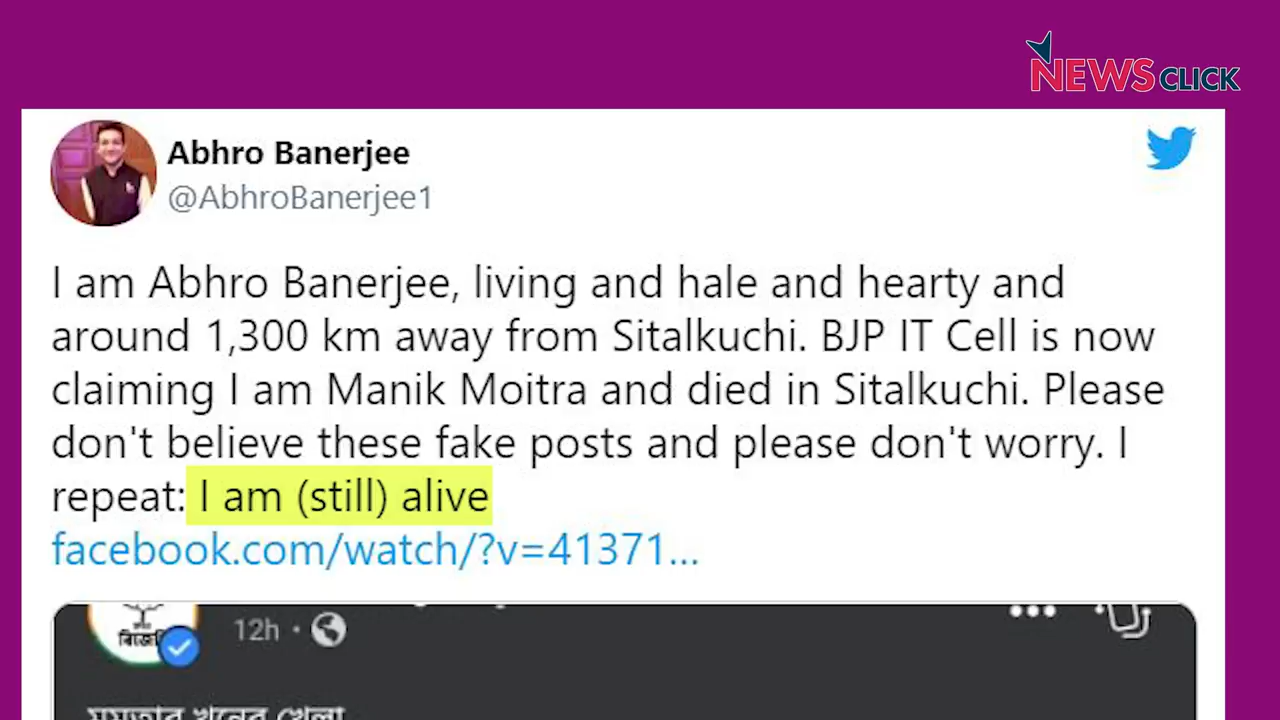 NEWSCLICK
Abhro Banerjee
@AbhroBanerjee1
I am Abhro Banerjee, living and hale and hearty and
around 1,300 km away from Sitalkuchi. BJP IT Cell is now
claiming I am Manik Moitra and died in Sitalkuchi. Please
don't believe these fake posts and please don't worry. I
repeat: I am (still) alive
facebook.com/watch/?v=41371...
12h ·
মমতার খুনের খেলা